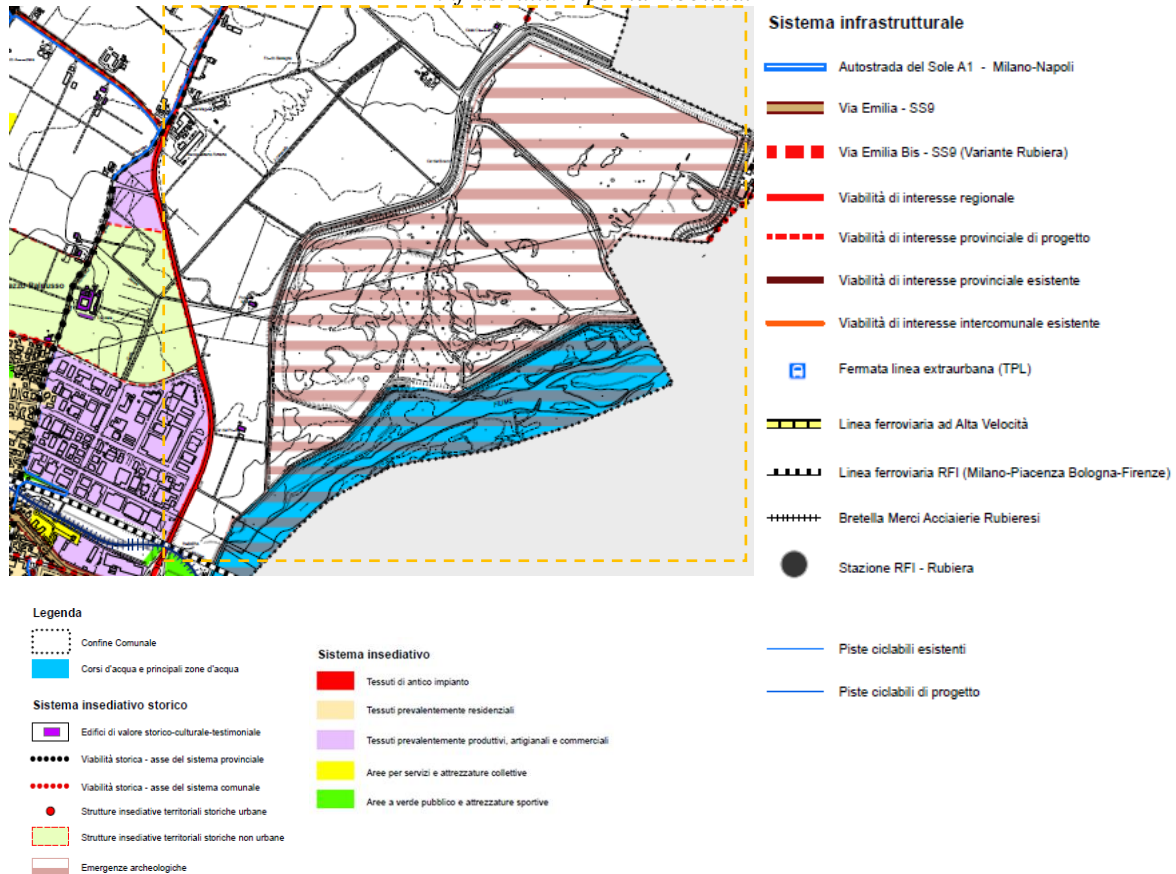 Sistema infrastrutturale
Autostrada del Sole A1 - Milano-Napoli
Via Emilia - SS9
Via Emilia Bis - SS9 (Variante Rubiera)
Viabilità di interesse regionale
Viabilità di interesse provinciale di progetto
Viabilità di interesse provinciale esistente
Viabilità di interesse intercomunale esistente
Fermata linea extraurbana (TPL)
Linea ferroviaria ad Alta Velocità
Linea ferroviaria RFI (Milano-Piacenza Bologna-Firenze)
Bretella Merci Acciaierie Rubieresi
Stazione RFI - Rubiera
Piste ciclabili esistenti
Piste ciclabili di progetto
FIUME
Legenda
Confine Comunale
Corsi d'acqua e principali zone d'acqua
Sistema insediativo storico
Edifici di valore storico-culturale-testimoniale
Viabilità storica - asse del sistema provinciale
Viabilità storica - asse del sistema comunale
Strutture insediative territoriali storiche urbane
Strutture insediative territoriali storiche non urbane
Emergenze archeologiche
Sistema insediativo
Tessuti di antico impianto
Tessuti prevalentemente residenziali
Tessuti prevalentemente produttivi, artigianali e commerciali
Aree per servizi e attrezzature collettive
Aree a verde pubblico e attrezzature sportive